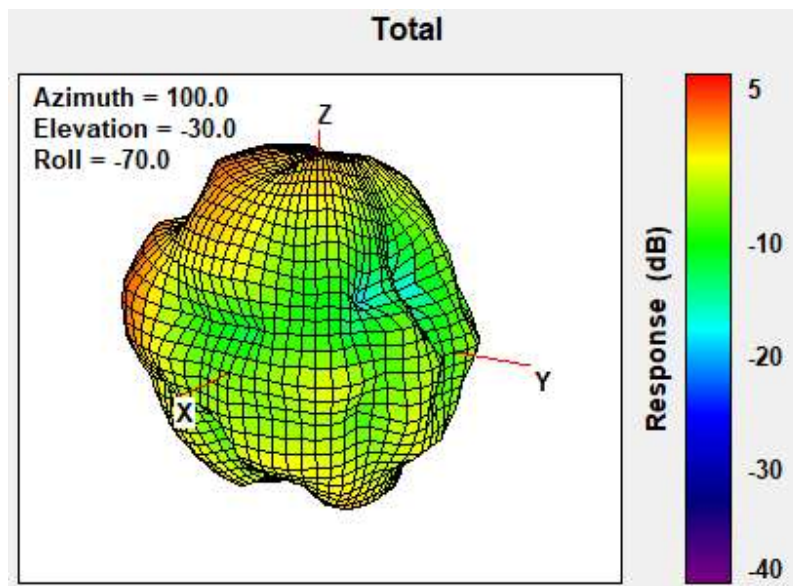 Total
Azimuth = 100.0
Elevation = -30.0
Roll = -70.0
Z
X
Y
5
-10
-20
-30
-40
Response (dB)